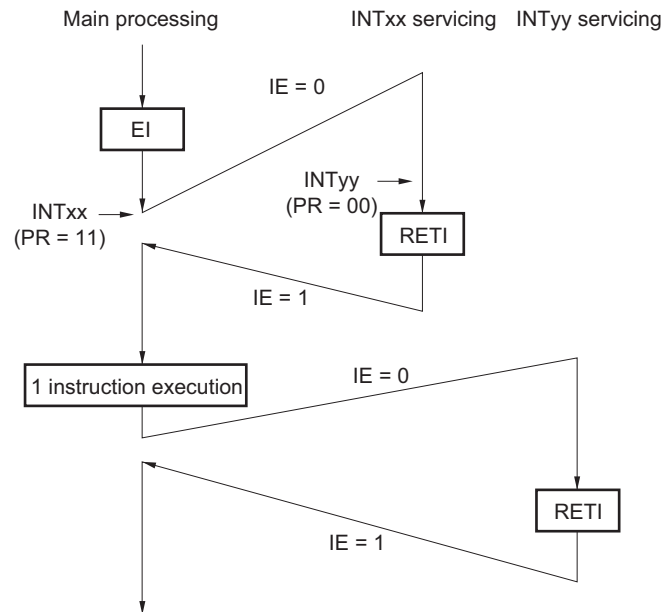 Main processing INTxx servicing INTyy servicing
IE = 0
EI
INTxx
(PR = 11)
INTyy
(PR = 00)
RETI
IE = 1
1 instruction execution
IE = 0
RETI
IE = 1